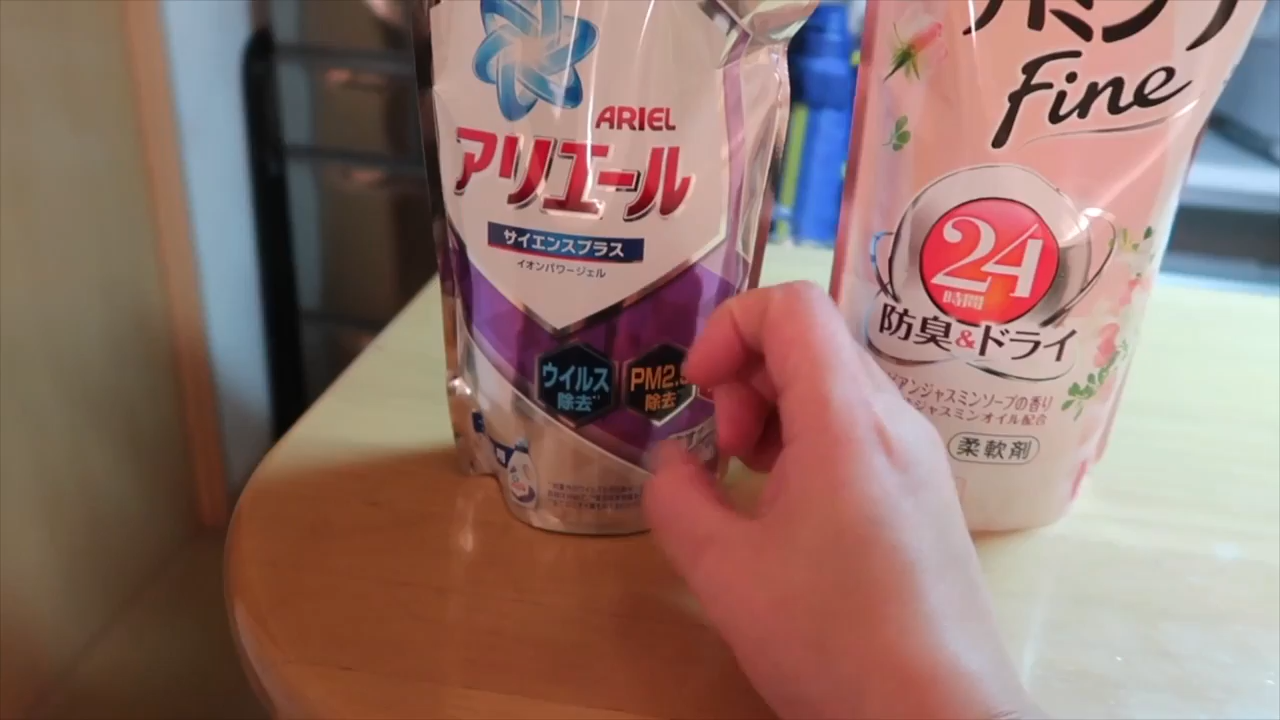 ARIEL
アリエール
サイエンスプラス
イオンパワージェル
ウイルス
除去
PM2.5
除去
Fine
24
時間
防臭&ドライ
アンジャスミンソープの香り
ジャスミンオイル配合
柔軟剤